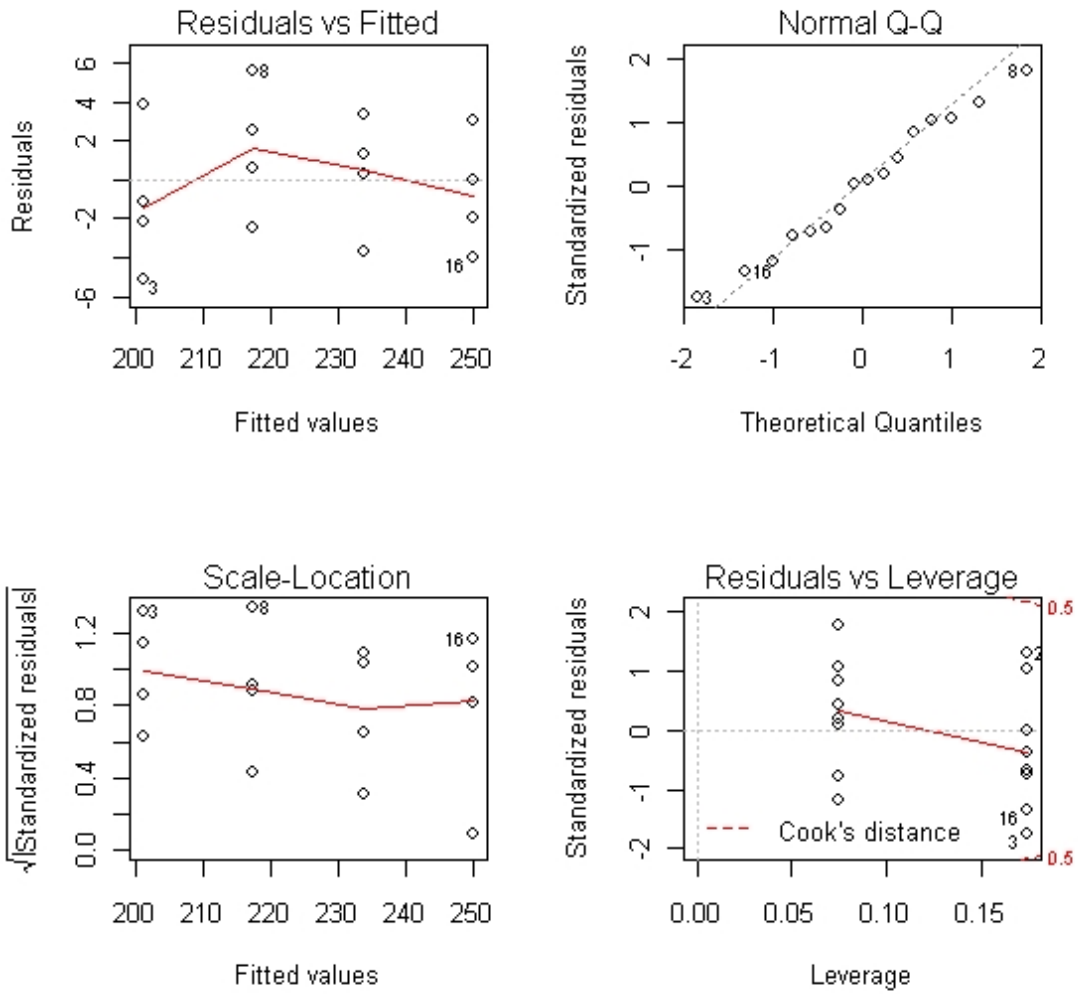 Residuals vs Fitted
Residuals
6
4
2
-2
-6
8
3
16
200 210 220 230 240 250
Fitted values
Normal Q-Q
Standardized residuals
2
1
0
-1
8
16
3
-2 -1 0 1 2
Theoretical Quantiles
Scale-Location
√|Standardized residuals|
1.2
0.8
0.4
0.0
3
8
16
200 210 220 230 240 250
Fitted values
Residuals vs Leverage
Standardized residuals
2
1
0
-1
-2
0.5
2
16
3
0.5
Cook's distance
0.00 0.05 0.10 0.15
Leverage